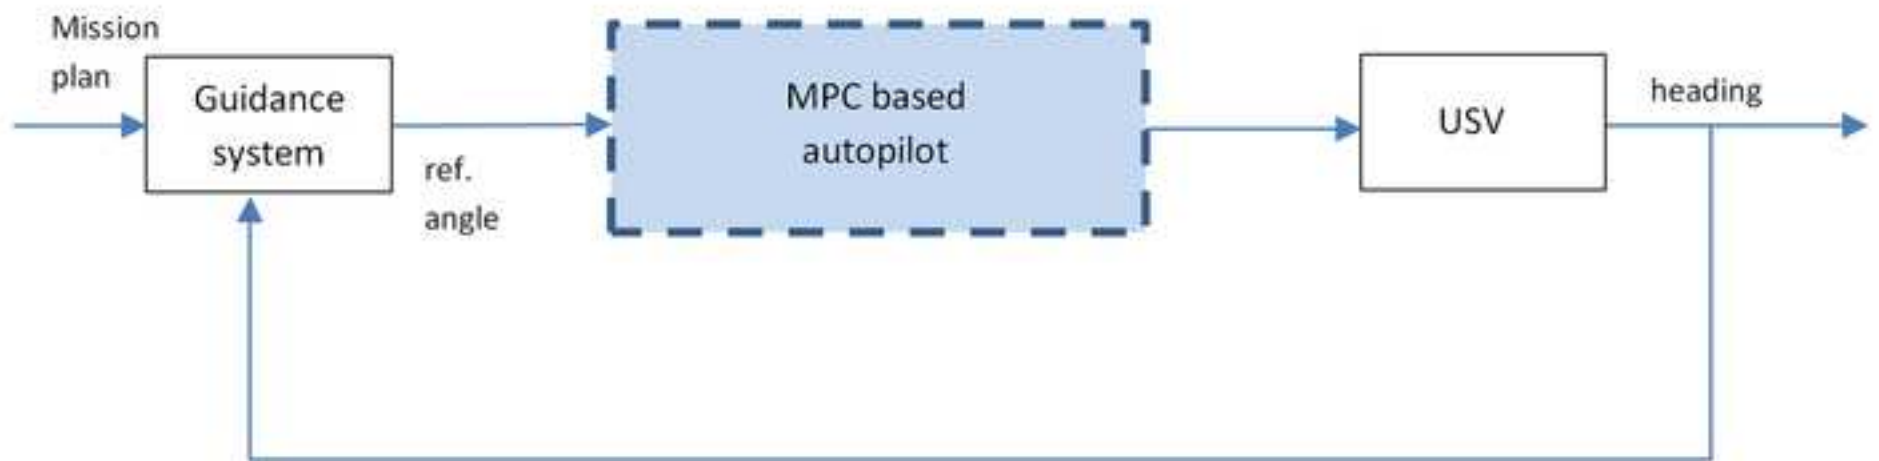 Mission
plan
Guidance
system
ref.
angle
MPC based
autopilot
USV
heading